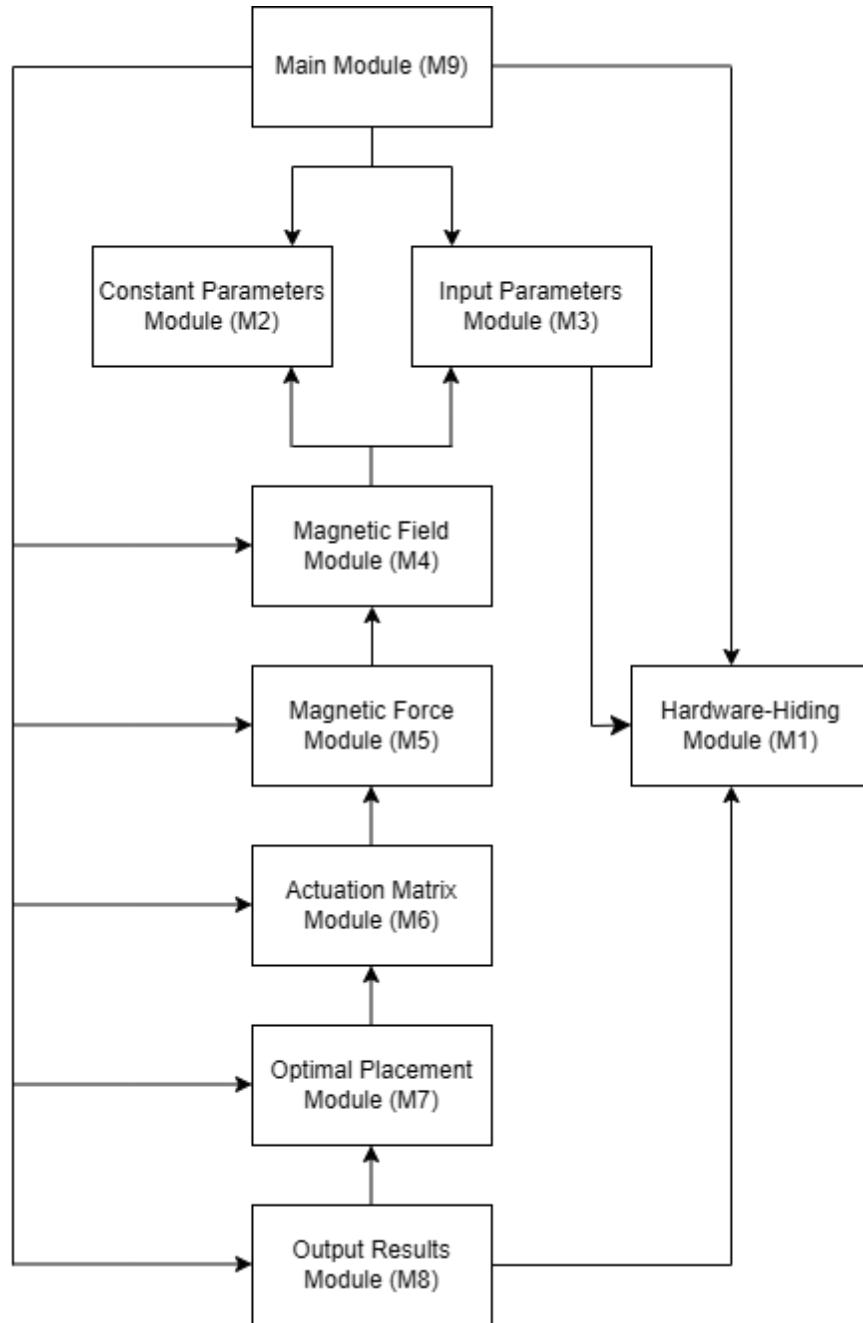 Main Module (M9)
Constant Parameters
Module (M2)
Input Parameters
Module (M3)
Magnetic Field
Module (M4)
Magnetic Force
Module (M5)
Hardware-Hiding
Module (M1)
Actuation Matrix
Module (M6)
Optimal Placement
Module (M7)
Output Results
Module (M8)